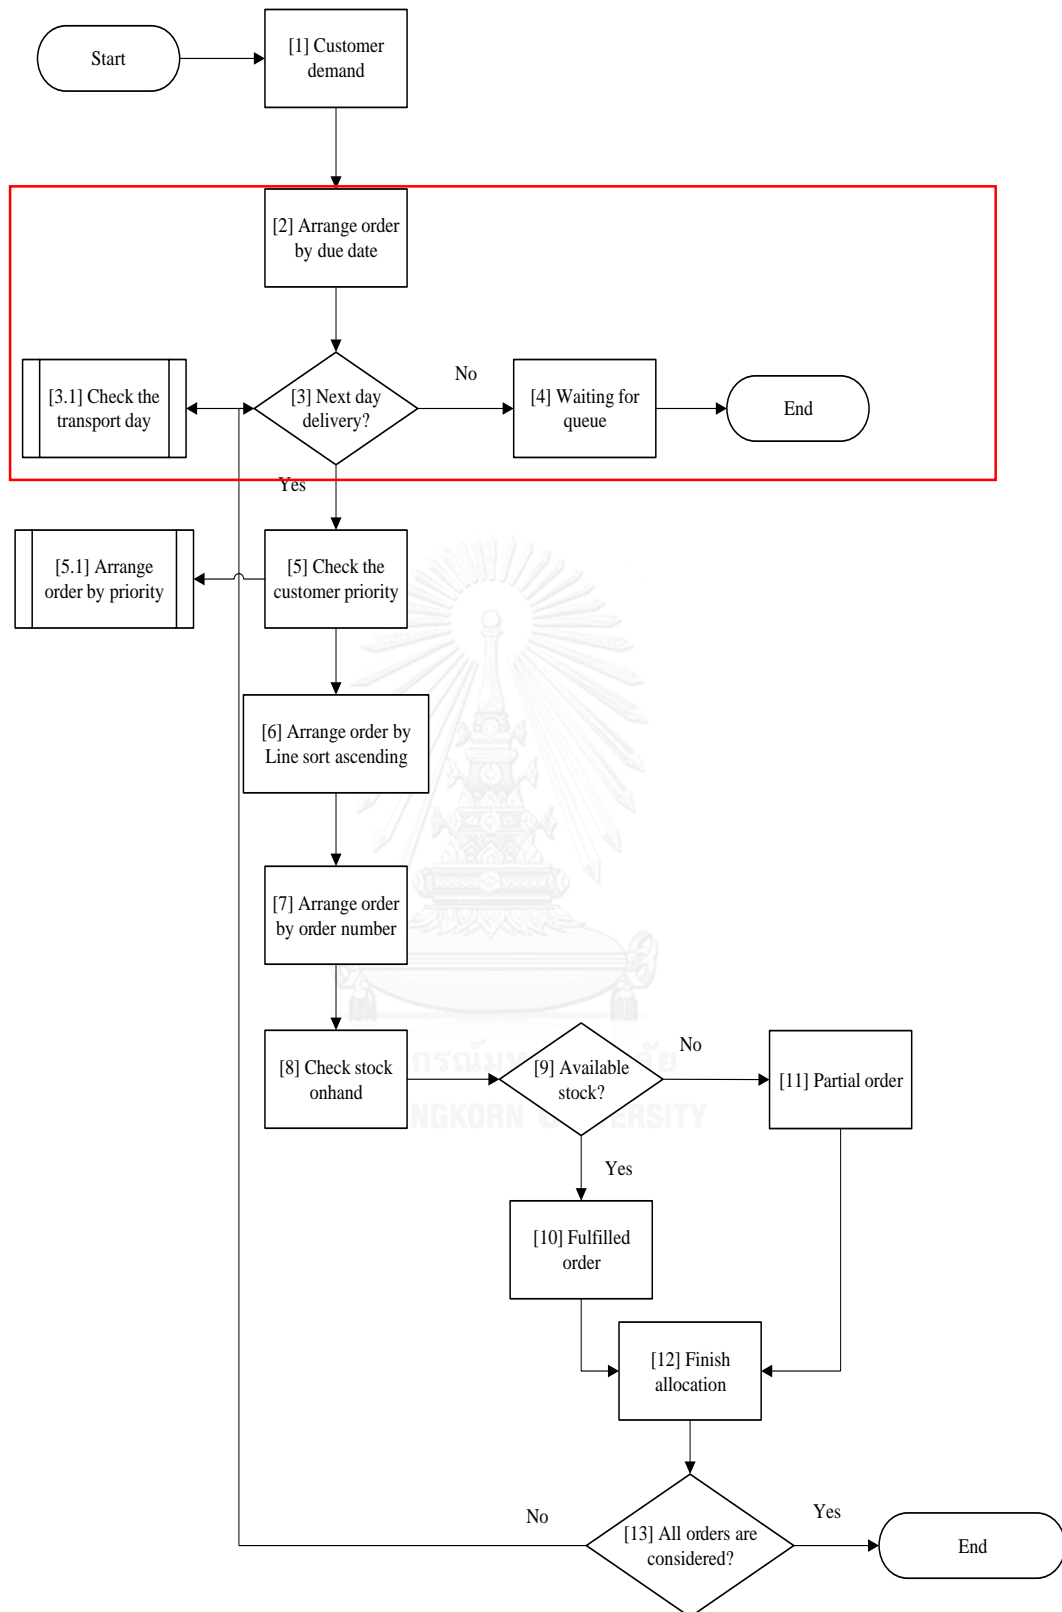 Start
[1] Customer
demand
[2] Arrange order
by due date
[3.1] Check the
transport day
[3] Next day
delivery?
No
[4] Waiting for
queue
End
Yes
[5.1] Arrange
order by priority
[5] Check the
customer priority
[6] Arrange order by
Line sort ascending
[7] Arrange order
by order number
[8] Check stock
onhand
[9] Available
stock?
No
[11] Partial order
Yes
[10] Fulfilled
order
[12] Finish
allocation
No
[13] All orders are
considered?
Yes
End